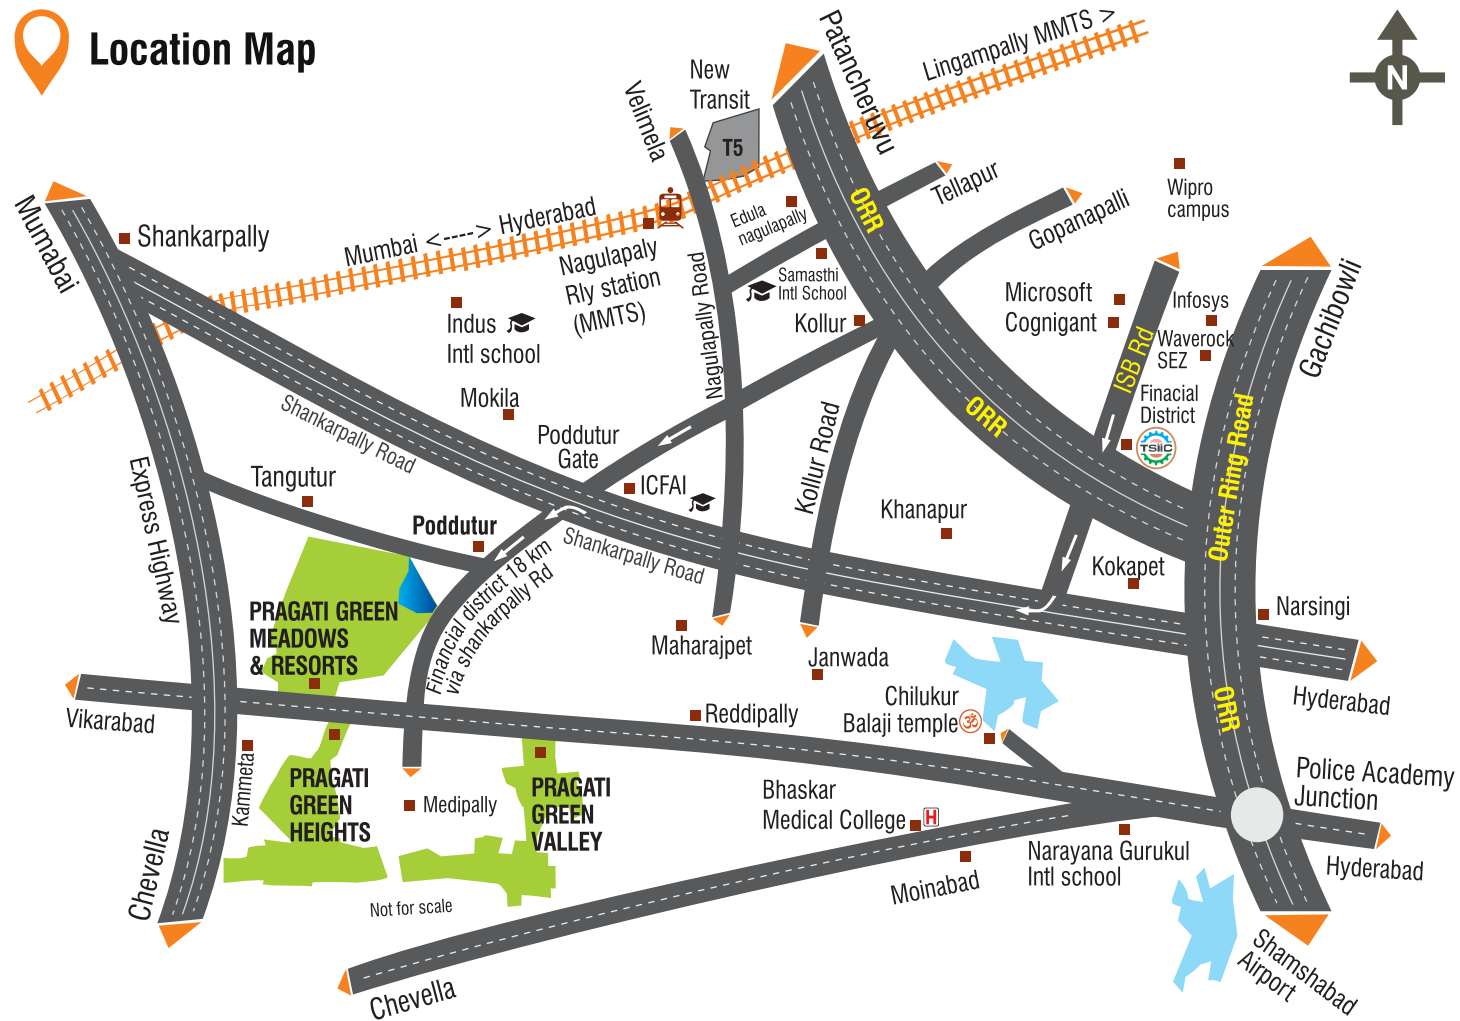 Location Map
Patancheruvu
Lingampally MMTS >
N
New
Transit
T5
Velimela
Tellapur
Gopanapalli
Wipro
campus
Mumabai
Shankarpally
Mumbai <----> Hyderabad
Nagulapaly
Rly station
(MMTS)
Edula
nagulapally
ORR
Samasthi
Intl School
Kollur
Nagulapally Road
Indus
Intl school
Microsoft
Cognigant
Infosys
Waverock
SEZ
ISB Rd
Finacial
District
TSIIC
Gachibowli
Outer Ring Road
Mokila
Shankarpally Road
Poddutur
Gate
ORR
Kollur Road
Tangutur
ICFAI
Express Highway
Poddutur
Khanapur
Shankarpally Road
Financial district 18 km
via shankarpally Rd
Kokapet
Narsingi
PRAGATI GREEN
MEADOWS
& RESORTS
Maharajpet
Janwada
Chilukur
Balaji temple
ॐ
Hyderabad
ORR
Vikarabad
Reddipally
Kammeta
PRAGATI
GREEN
HEIGHTS
Medipally
PRAGATI
GREEN
VALLEY
Bhaskar
Medical College
H
Police Academy
Junction
Hyderabad
Narayana Gurukul
Intl school
Moinabad
Chevella
Not for scale
Chevella
Shamshabad
Airport